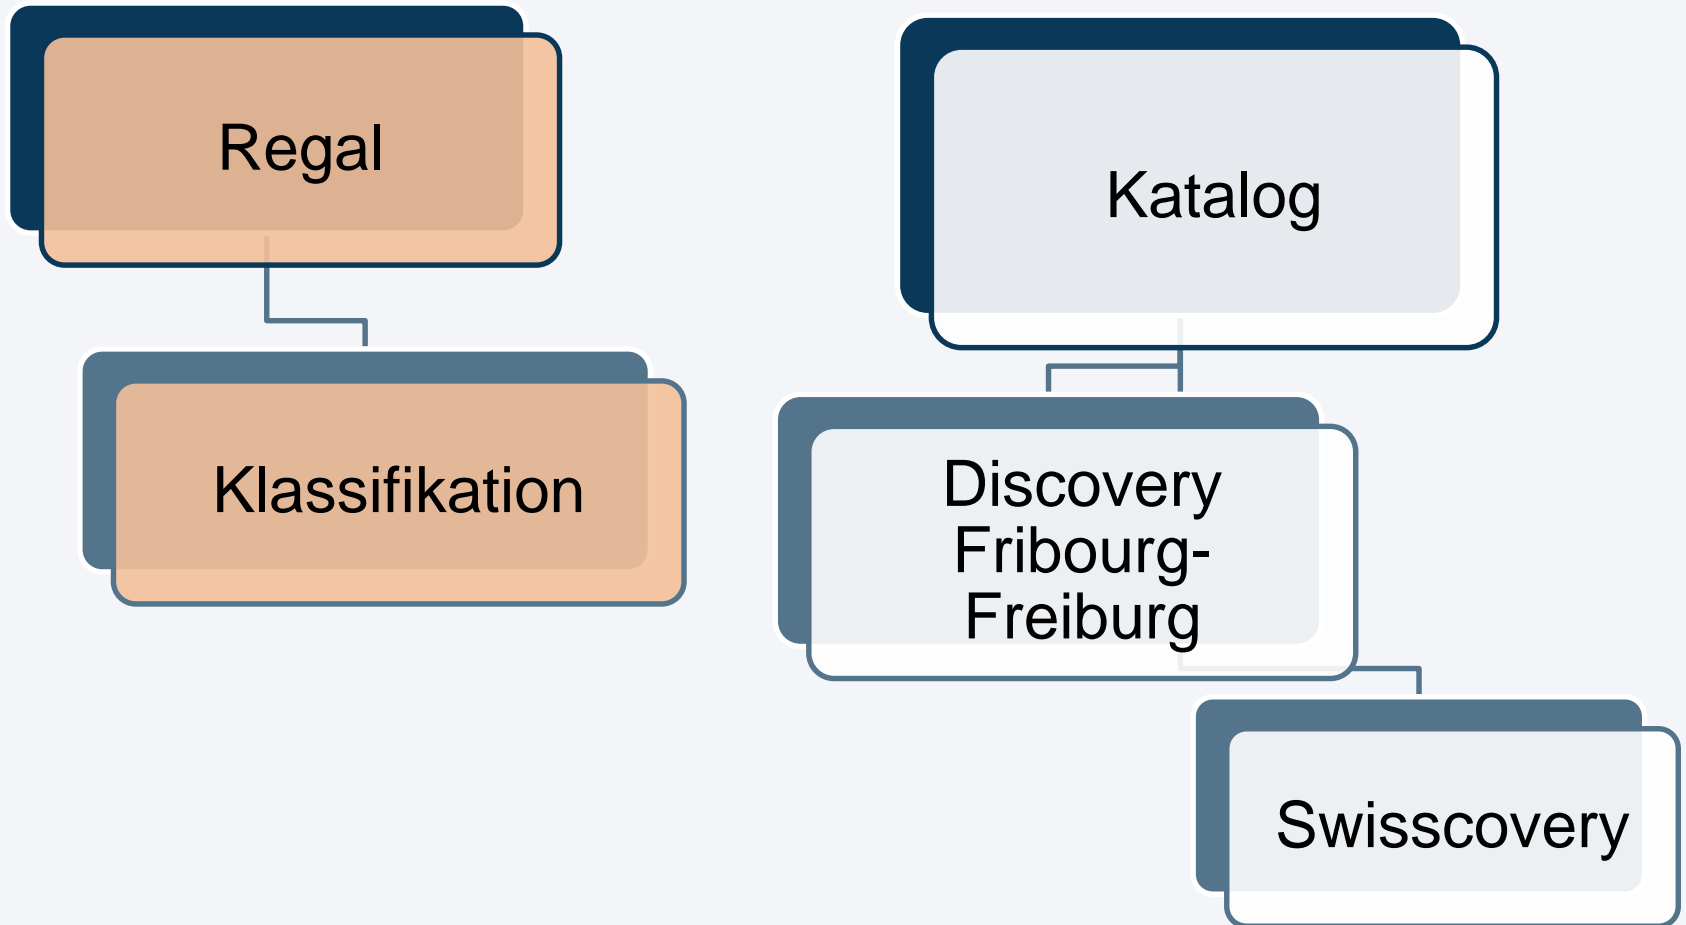 Regal
Klassifikation
Katalog
Discovery
Fribourg-
Freiburg
Swisscovery